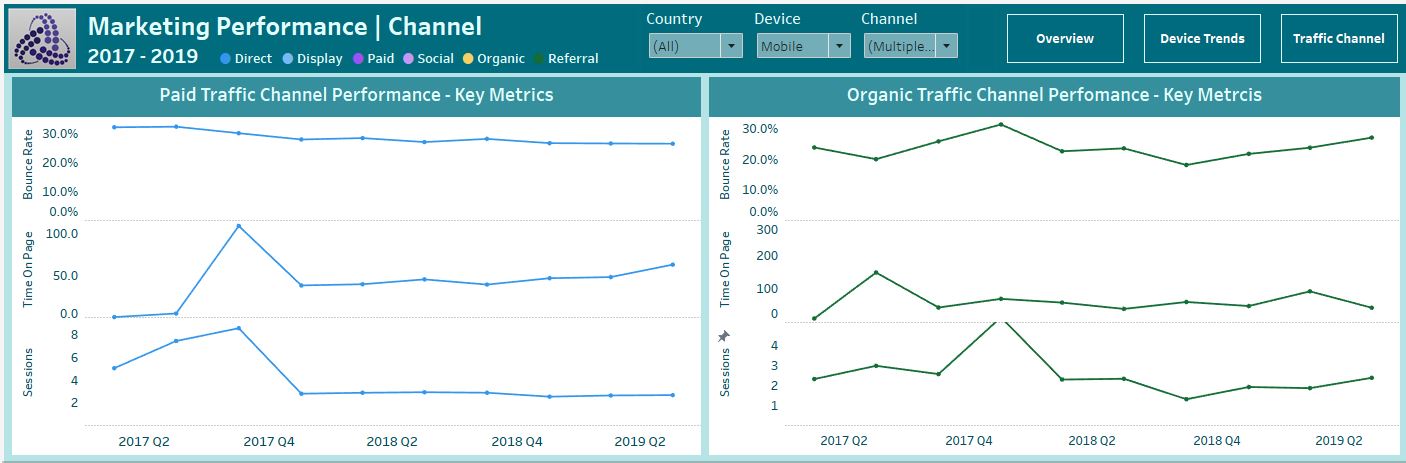 Marketing Performance | Channel
2017 - 2019
Direct Display Paid Social Organic Referral
Country Device Channel
(All) Mobile (Multiple...
Overview Device Trends Traffic Channel
Paid Traffic Channel Performance - Key Metrics
Bounce Rate
30.0%
20.0%
10.0%
0.0%
Time On Page
100.0
50.0
0.0
Sessions
8
6
4
2
2017 Q2 2017 Q4 2018 Q2 2018 Q4 2019 Q2
Organic Traffic Channel Perfomance - Key Metrcis
Bounce Rate
30.0%
20.0%
10.0%
0.0%
Time On Page
300
200
100
0
Sessions
4
3
2
1
2017 Q2 2017 Q4 2018 Q2 2018 Q4 2019 Q2